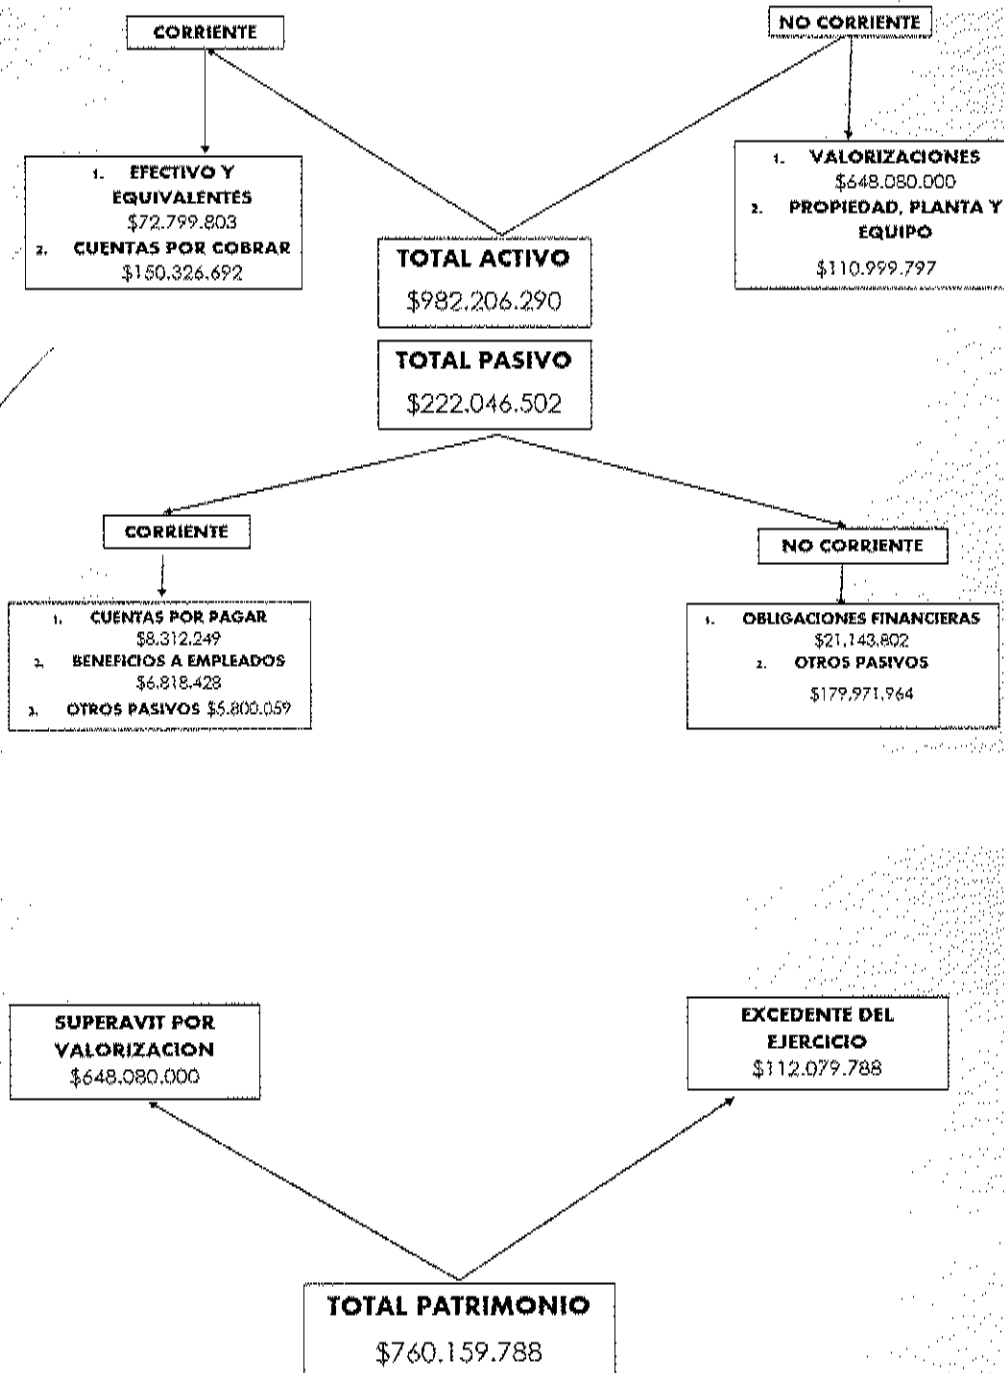 CORRIENTE
NO CORRIENTE
1. EFECTIVO Y
EQUIVALENTES
$72.799.803
2. CUENTAS POR COBRAR
$150.326.692
1. VALORIZACIONES
$648.080.000
2. PROPIEDAD, PLANTA Y
EQUIPO
$110.999.797
TOTAL ACTIVO
$982.206.290
TOTAL PASIVO
$222.046.502
CORRIENTE
NO CORRIENTE
1. CUENTAS POR PAGAR
$8.312.249
2. BENEFICIOS A EMPLEADOS
$6.818.428
3. OTROS PASIVOS $5.800.059
1. OBLIGACIONES FINANCIERAS
$21.143.802
2. OTROS PASIVOS
$179.971.964
SUPERAVIT POR
VALORIZACION
$648.080.000
EXCEDENTE DEL
EJERCICIO
$112.079.788
TOTAL PATRIMONIO
$760.159.788